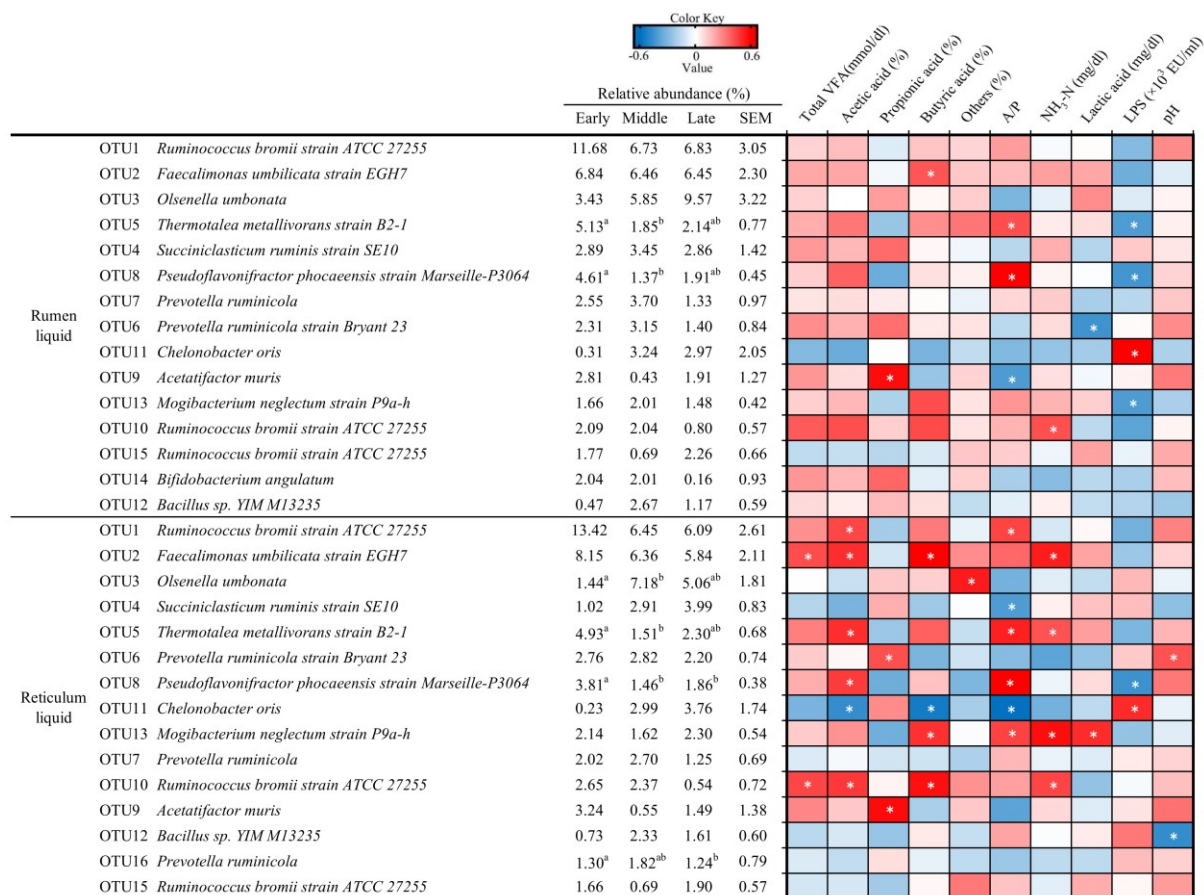 Color Key
-0.6 0 0.6
Value
Total VFA(mmol/dl)
Acetic acid (%)
Propionic acid (%)
Butyric acid (%)
Others (%)
A/P
NH₃-N (mg/dl)
Lactic acid (mg/dl)
LPS (×10³ EU/ml)
pH
Relative abundance (%)
Early Middle Late SEM
Rumen liquid
OTU1 Ruminococcus bromii strain ATCC 27255 11.68 6.73 6.83 3.05
OTU2 Faecalimonas umbilicata strain EGH7 6.84 6.46 6.45 2.30 *
OTU3 Olsenella umbonata 3.43 5.85 9.57 3.22
OTU5 Thermotalea metallivorans strain B2-1 5.13ᵃ 1.85ᵇ 2.14ᵃᵇ 0.77 * *
OTU4 Succiniclasticum ruminis strain SE10 2.89 3.45 2.86 1.42
OTU8 Pseudoflavonifractor phocaeensis strain Marseille-P3064 4.61ᵃ 1.37ᵇ 1.91ᵃᵇ 0.45 * *
OTU7 Prevotella ruminicola 2.55 3.70 1.33 0.97
OTU6 Prevotella ruminicola strain Bryant 23 2.31 3.15 1.40 0.84 *
OTU11 Chelonobacter oris 0.31 3.24 2.97 2.05 *
OTU9 Acetatifactor muris 2.81 0.43 1.91 1.27 * *
OTU13 Mogibacterium neglectum strain P9a-h 1.66 2.01 1.48 0.42 *
OTU10 Ruminococcus bromii strain ATCC 27255 2.09 2.04 0.80 0.57 *
OTU15 Ruminococcus bromii strain ATCC 27255 1.77 0.69 2.26 0.66
OTU14 Bifidobacterium angulatum 2.04 2.01 0.16 0.93
OTU12 Bacillus sp. YIM M13235 0.47 2.67 1.17 0.59
Reticulum liquid
OTU1 Ruminococcus bromii strain ATCC 27255 13.42 6.45 6.09 2.61 * *
OTU2 Faecalimonas umbilicata strain EGH7 8.15 6.36 5.84 2.11 * * * *
OTU3 Olsenella umbonata 1.44ᵃ 7.18ᵇ 5.06ᵃᵇ 1.81 *
OTU4 Succiniclasticum ruminis strain SE10 1.02 2.91 3.99 0.83 *
OTU5 Thermotalea metallivorans strain B2-1 4.93ᵃ 1.51ᵇ 2.30ᵃᵇ 0.68 * * *
OTU6 Prevotella ruminicola strain Bryant 23 2.76 2.82 2.20 0.74 * *
OTU8 Pseudoflavonifractor phocaeensis strain Marseille-P3064 3.81ᵃ 1.46ᵇ 1.86ᵇ 0.38 * * *
OTU11 Chelonobacter oris 0.23 2.99 3.76 1.74 * * * *
OTU13 Mogibacterium neglectum strain P9a-h 2.14 1.62 2.30 0.54 * * * *
OTU7 Prevotella ruminicola 2.02 2.70 1.25 0.69
OTU10 Ruminococcus bromii strain ATCC 27255 2.65 2.37 0.54 0.72 * * * *
OTU9 Acetatifactor muris 3.24 0.55 1.49 1.38 *
OTU12 Bacillus sp. YIM M13235 0.73 2.33 1.61 0.60 *
OTU16 Prevotella ruminicola 1.30ᵃ 1.82ᵃᵇ 1.24ᵇ 0.79
OTU15 Ruminococcus bromii strain ATCC 27255 1.66 0.69 1.90 0.57